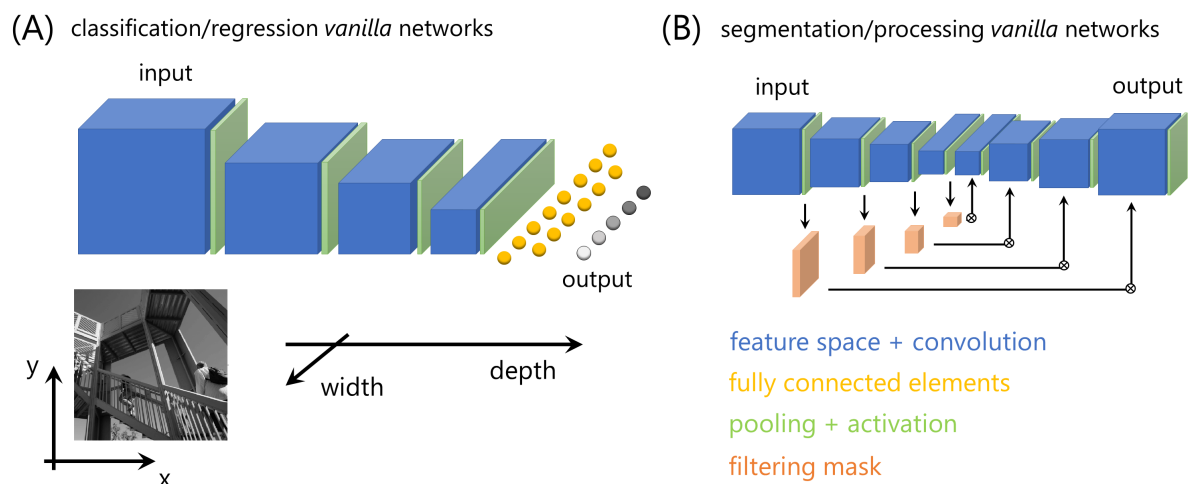 (A) classification/regression vanilla networks
input
output
y
x
width
depth
(B) segmentation/processing vanilla networks
input
output
feature space + convolution
fully connected elements
pooling + activation
filtering mask